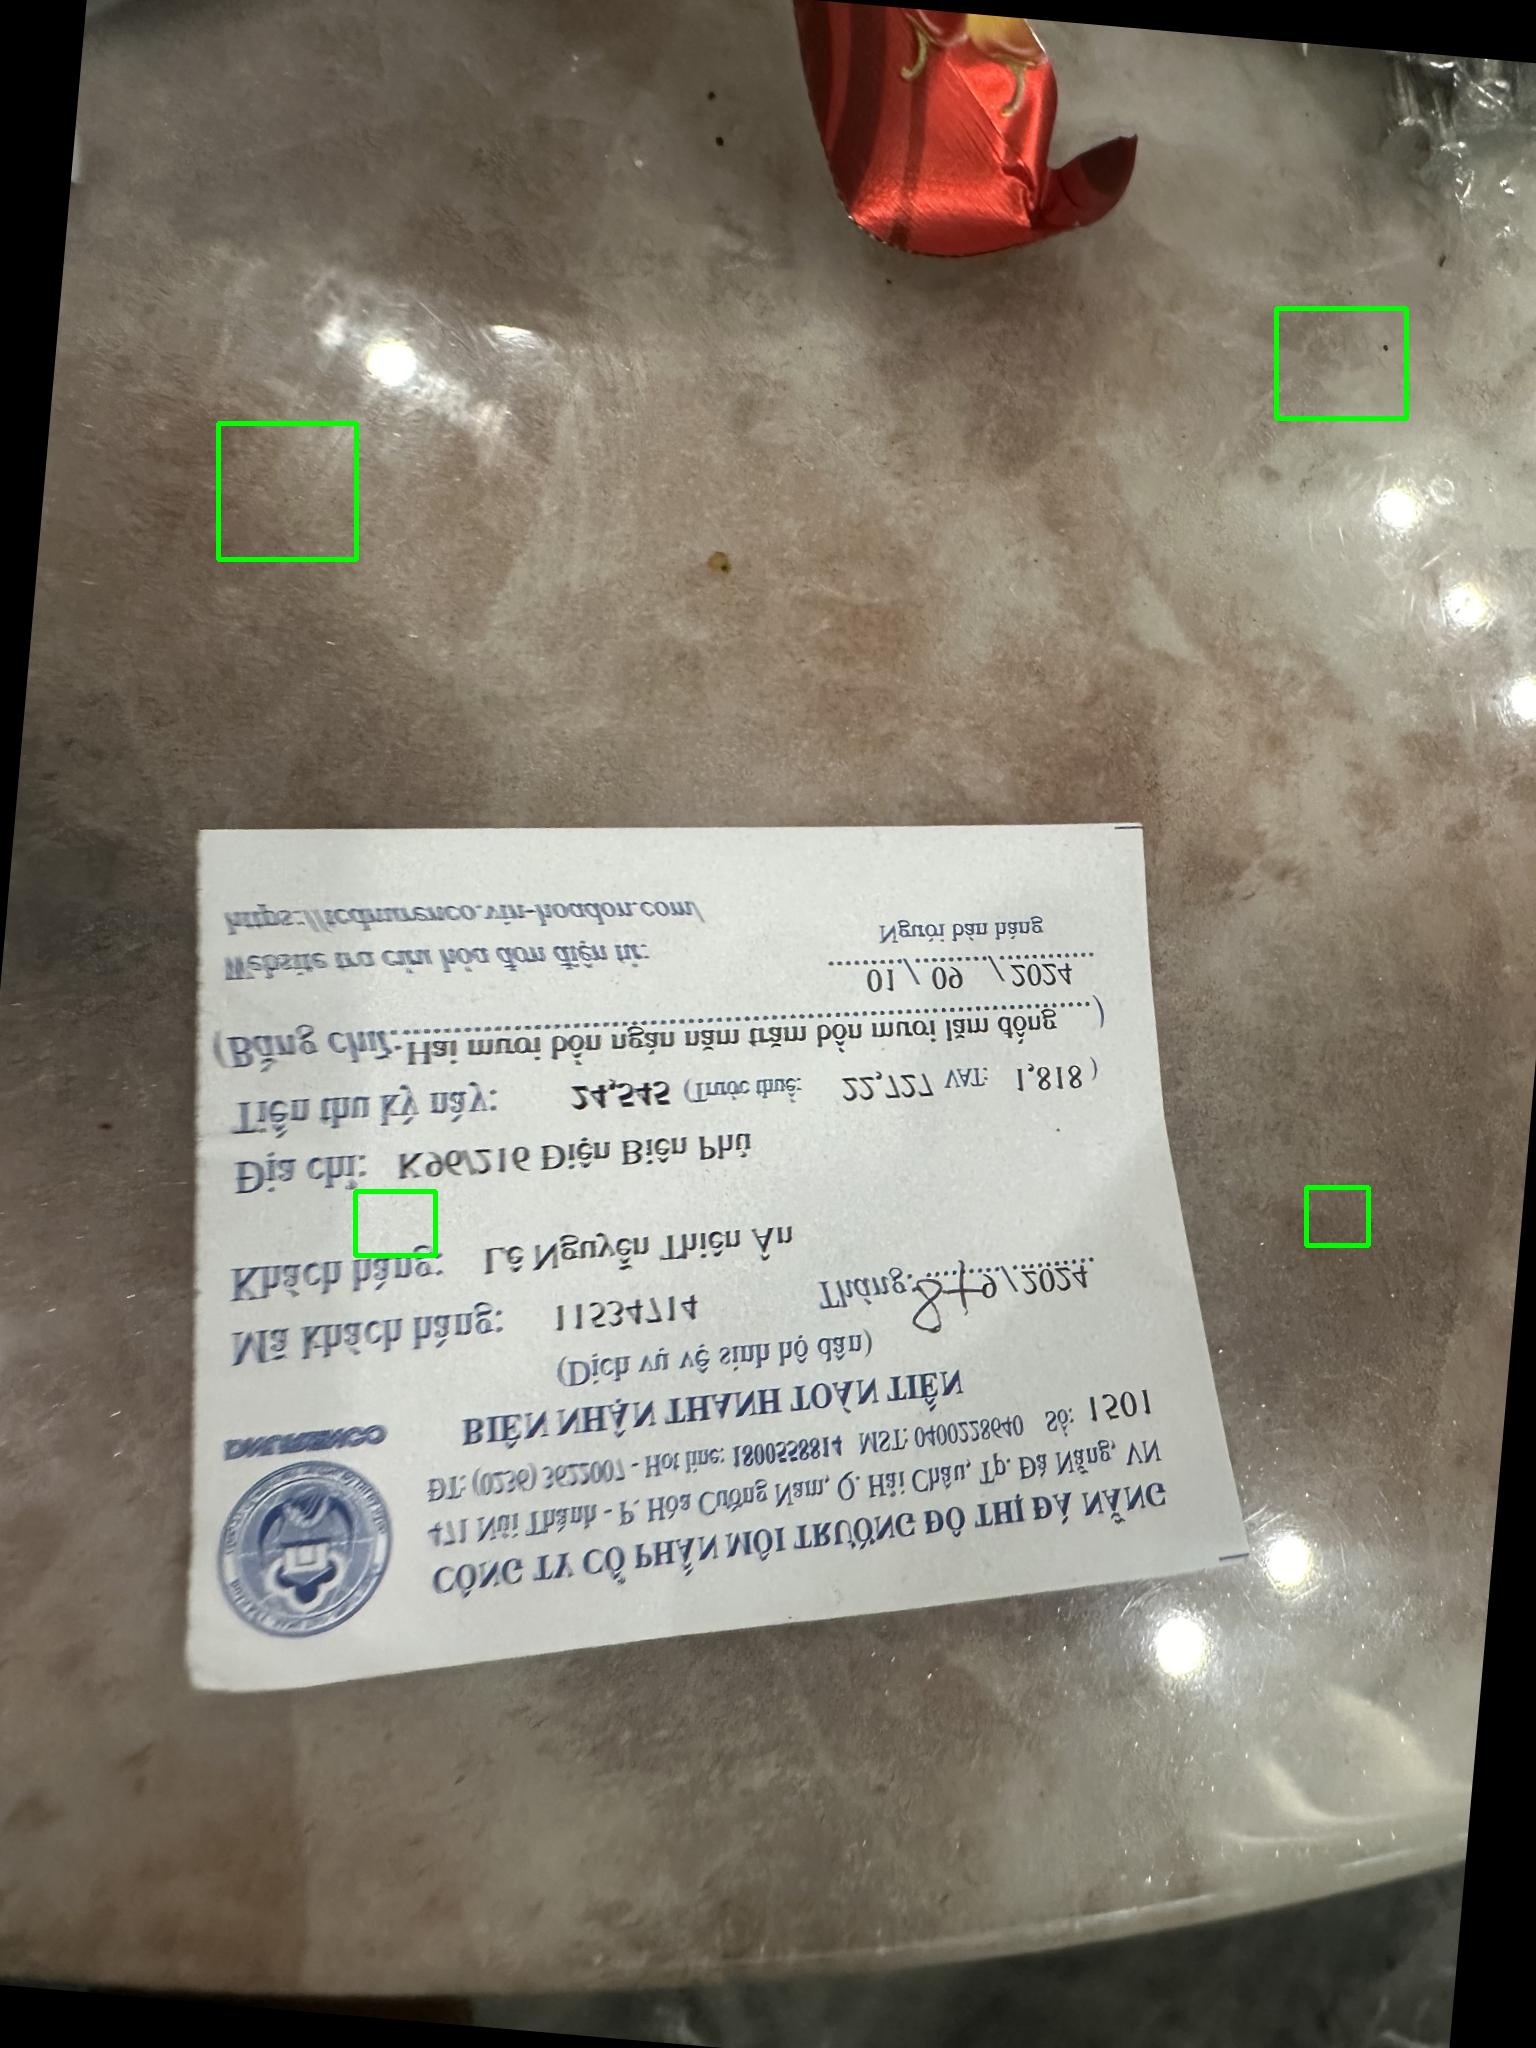 CÔNG TY CỔ PHẦN MÔI TRƯỜNG ĐÔ THỊ ĐÀ NẴNG
471 Núi Thành - P. Hòa Cường Nam, Q. Hải Châu, Tp. Đà Nẵng, VN
ĐT: (0236) 3622007 - Hot line: 1800558814 MST: 0400228640 Số: 1501
DNURENCO
BIÊN NHẬN THANH TOÁN TIỀN
(Dịch vụ vệ sinh hộ dân)
Mã khách hàng: 11534714 Tháng: 8+9/2024
Khách hàng: Lê Nguyễn Thiên Ân
Địa chỉ: K96/216 Điện Biên Phủ
Tiền thu kỳ này: 24,545 (Trước thuế: 22,727 VAT: 1,818 )
(Bằng chữ: Hai mươi bốn ngàn năm trăm bốn mươi lăm đồng )
01 / 09 / 2024
Website tra cứu hóa đơn điện tử: Người bán hàng
https://tcdnurenco.vin-hoadon.com/